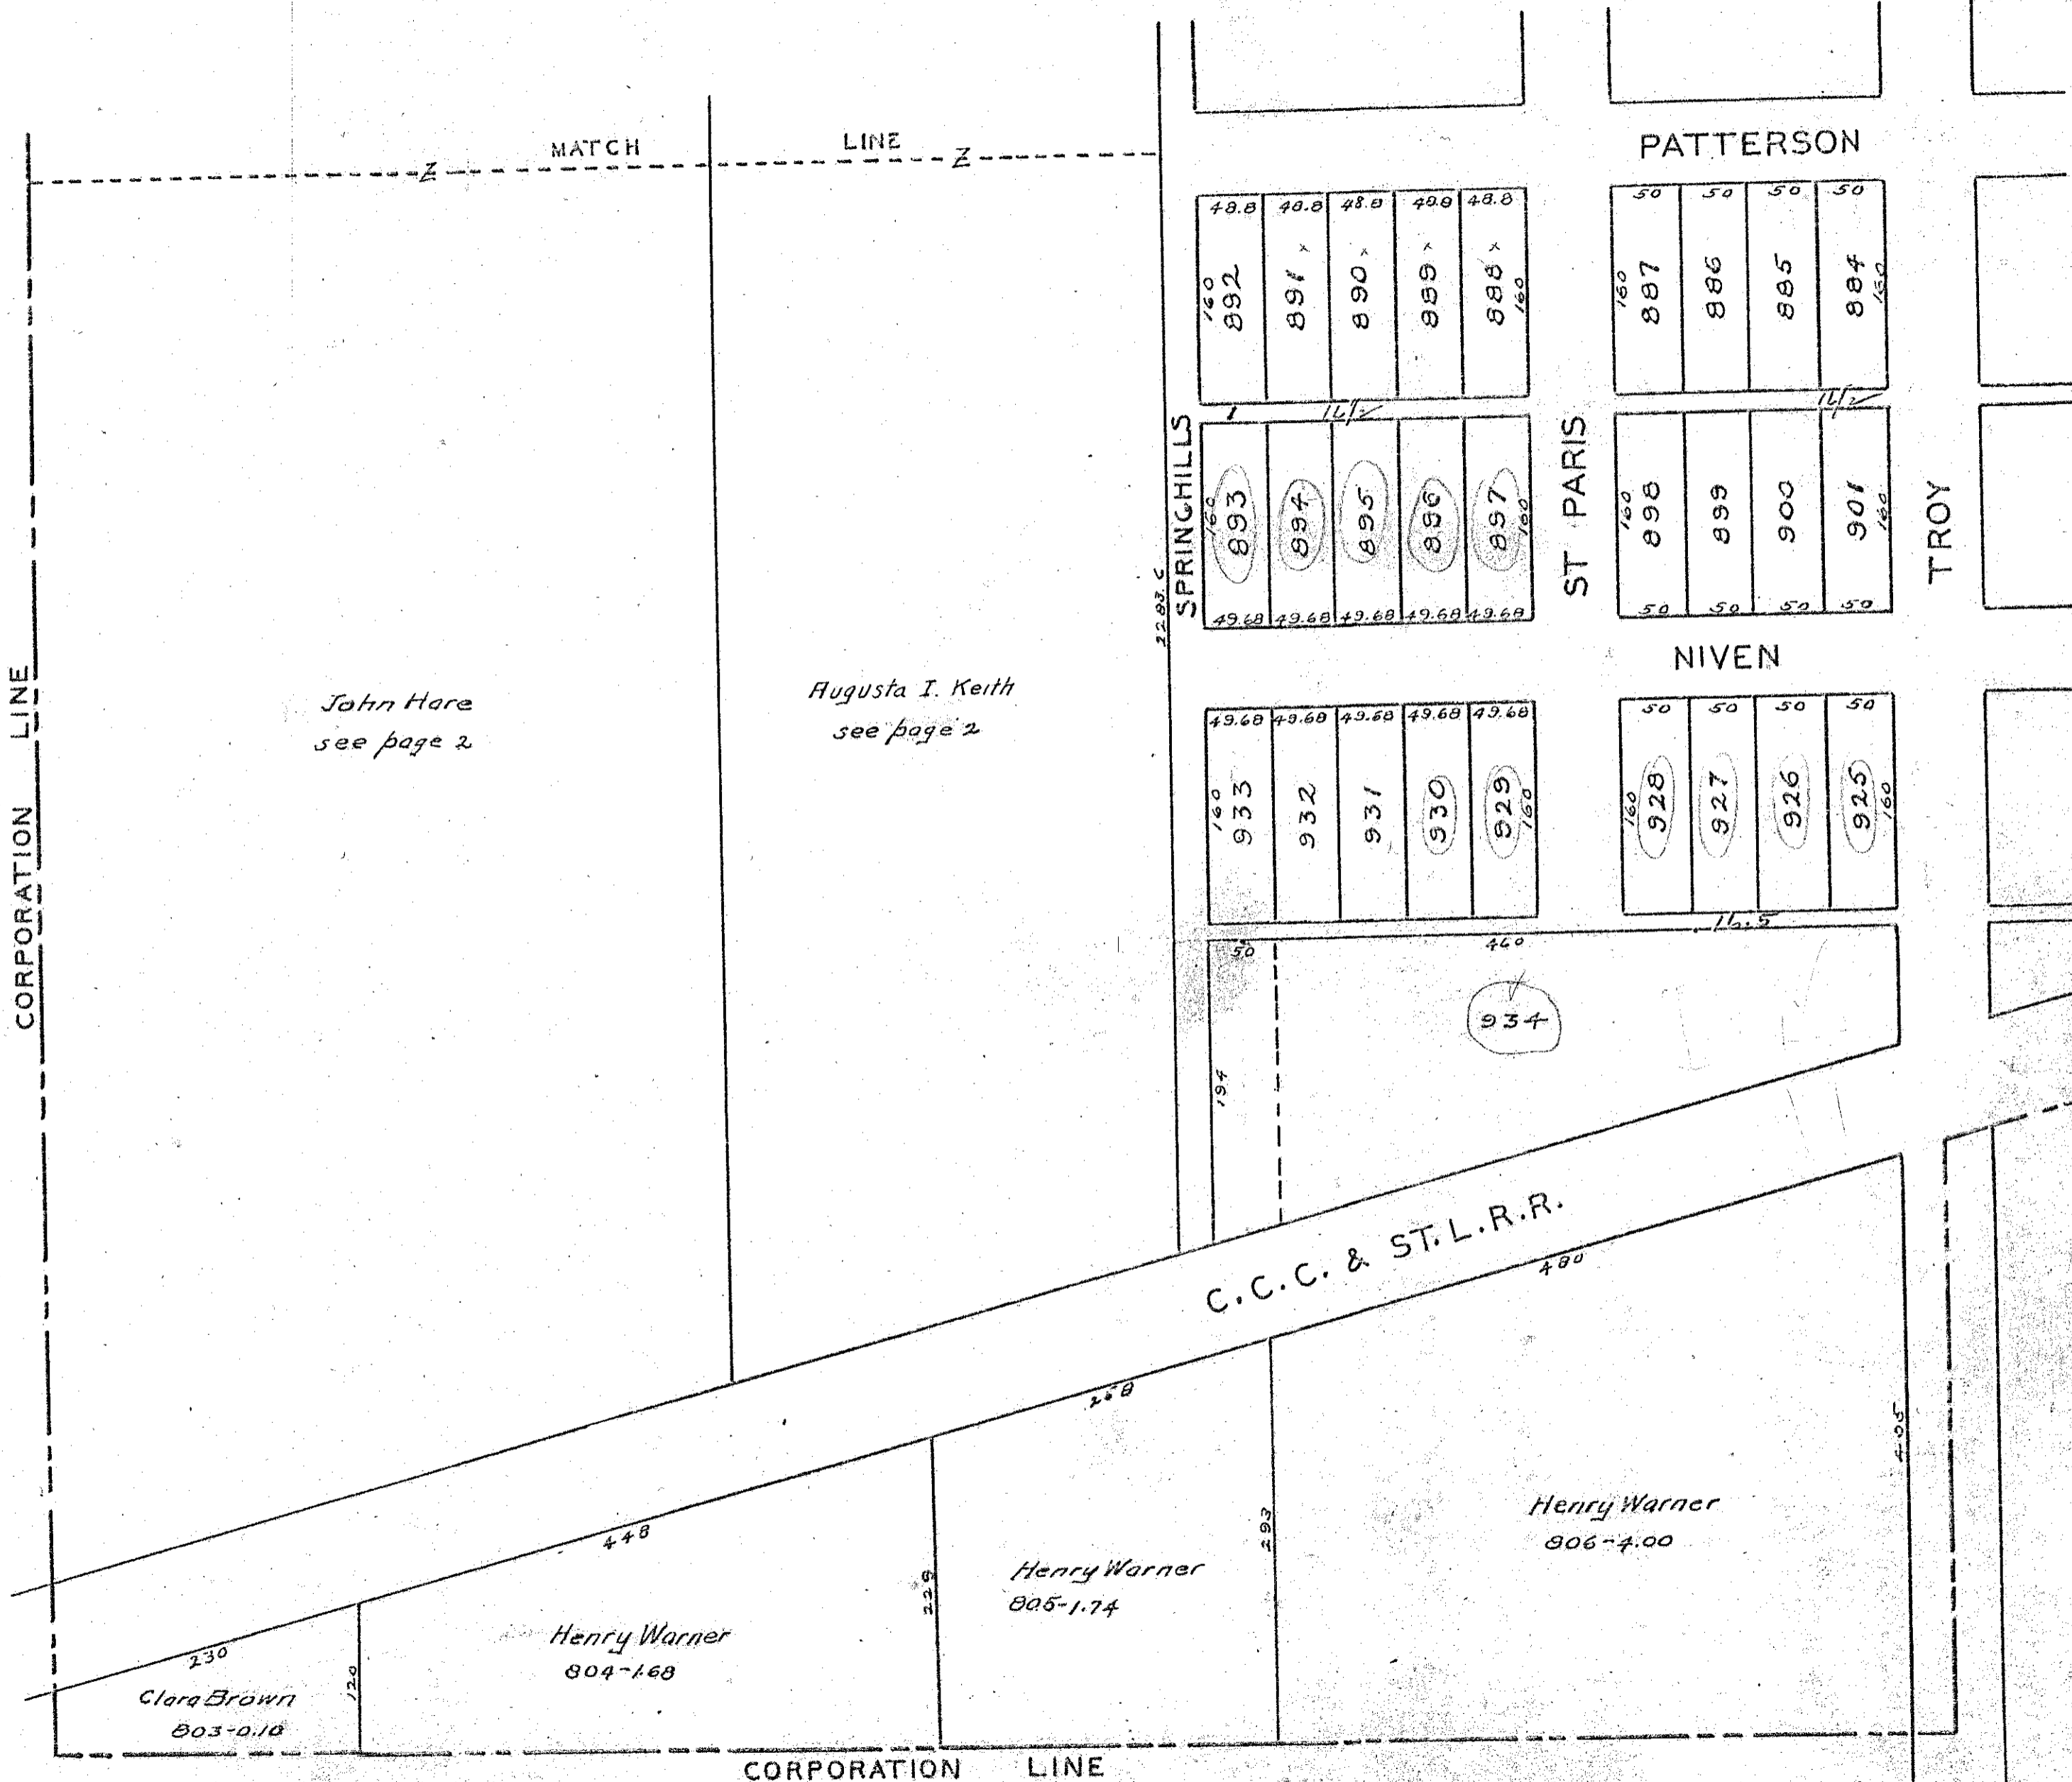 MATCH LINE
Z Z
PATTERSON
48.8 48.8 48.8 48.8 48.8
50 50 50 50
160 892 891 x 890 x 889 x 888 x 160
160 887 886 885 884 160
16½
16½
SPRINGHILLS
ST PARIS
TROY
160 893 894 895 896 897 160
160 898 899 900 901 160
49.68 49.68 49.68 49.68 49.68
50 50 50 50
NIVEN
CORPORATION LINE
John Hare
see page 2
Augusta I. Keith
see page 2
49.68 49.68 49.68 49.68 49.68
50 50 50 50
160 933 932 931 930 929 160
160 928 927 926 925 160
16.5
50 460
934
194
C.C.C. & ST. L. R.R.
480
258
448
230
405
293
229
120
Henry Warner
806-4.00
Henry Warner
805-1.74
Henry Warner
804-1.68
Clara Brown
803-0.18
CORPORATION LINE